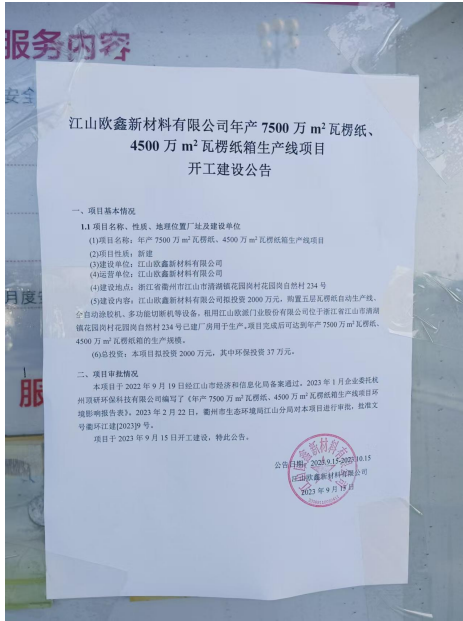 服务内容
江山欧鑫新材料有限公司年产 7500 万 m² 瓦楞纸、
4500 万 m² 瓦楞纸箱生产线项目
开工建设公告
一、项目基本情况
1.1 项目名称、性质、地理位置厂址及建设单位
(1)项目名称：年产 7500 万 m² 瓦楞纸、4500 万 m² 瓦楞纸箱生产线项目
(2)项目性质：新建
(3)建设单位：江山欧鑫新材料有限公司
(4)运营单位：江山欧鑫新材料有限公司
(4)建设地点：浙江省衢州市江山市清湖镇花园岗村花园岗自然村 234 号
(5)建设内容：江山欧鑫新材料有限公司拟投资 2000 万元，购置五层瓦楞纸自动生产线、
全自动涂胶机、多功能切断机等设备，租用江山欧派门业股份有限公司位于浙江省江山市清湖
镇花园岗村花园岗自然村 234 号已建厂房用于生产。项目完成后可达到年产 7500 万 m² 瓦楞纸、
4500 万 m² 瓦楞纸箱的生产规模。
(6)总投资：本项目拟投资 2000 万元，其中环保投资 37 万元。
二、项目审批情况
本项目于 2022 年 9 月 19 日经江山市经济和信息化局备案通过，2023 年 1 月企业委托杭
州顶研环保科技有限公司编写了《年产 7500 万 m² 瓦楞纸、4500 万 m² 瓦楞纸箱生产线项目环
境影响报告表》，2023 年 2 月 22 日，衢州市生态环境局江山分局对本项目进行审批，批准文
号衢环江建[2023]9 号。
项目于 2023 年 9 月 15 日开工建设，特此公告。
公告日期：2023.9.15-2023.10.15
江山欧鑫新材料有限公司
2023 年 9 月 15 日
全安
月度安
服